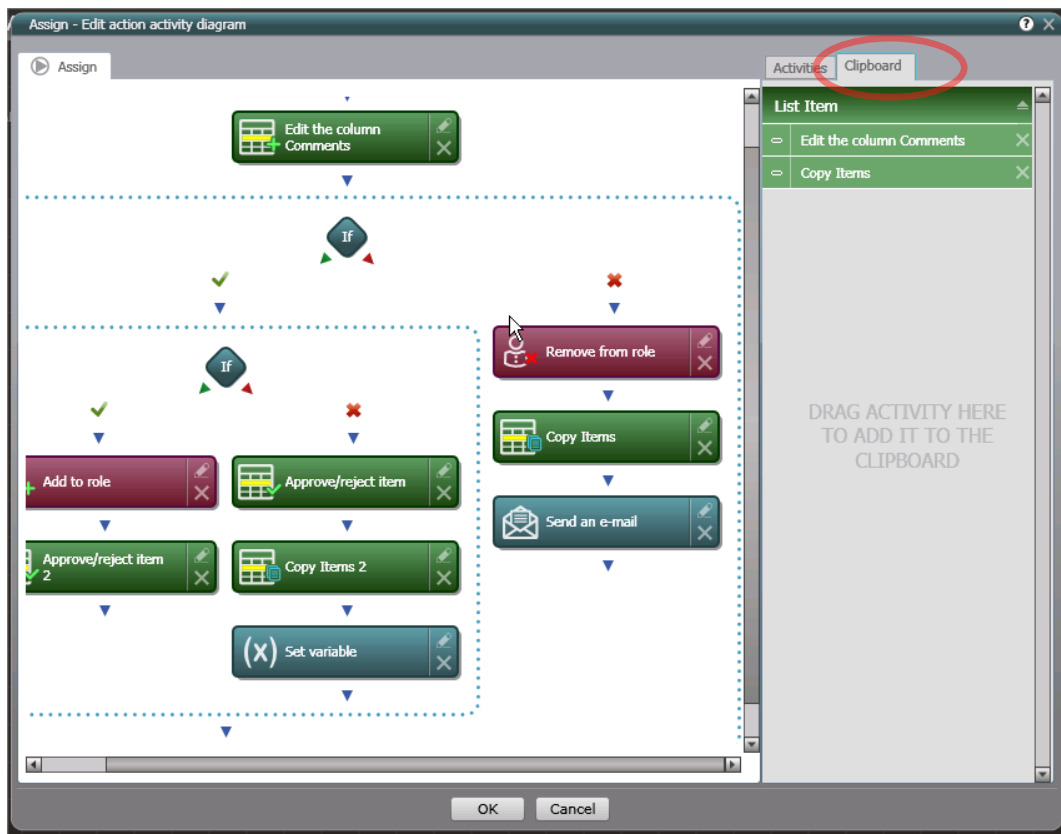 Assign - Edit action activity diagram
?
Assign
Activities
Clipboard
Edit the column
Comments
If
If
Remove from role
Copy Items
Send an e-mail
Add to role
Approve/reject item
Approve/reject item
2
Copy Items 2
(x) Set variable
List Item
Edit the column Comments
Copy Items
DRAG ACTIVITY HERE
TO ADD IT TO THE
CLIPBOARD
OK
Cancel